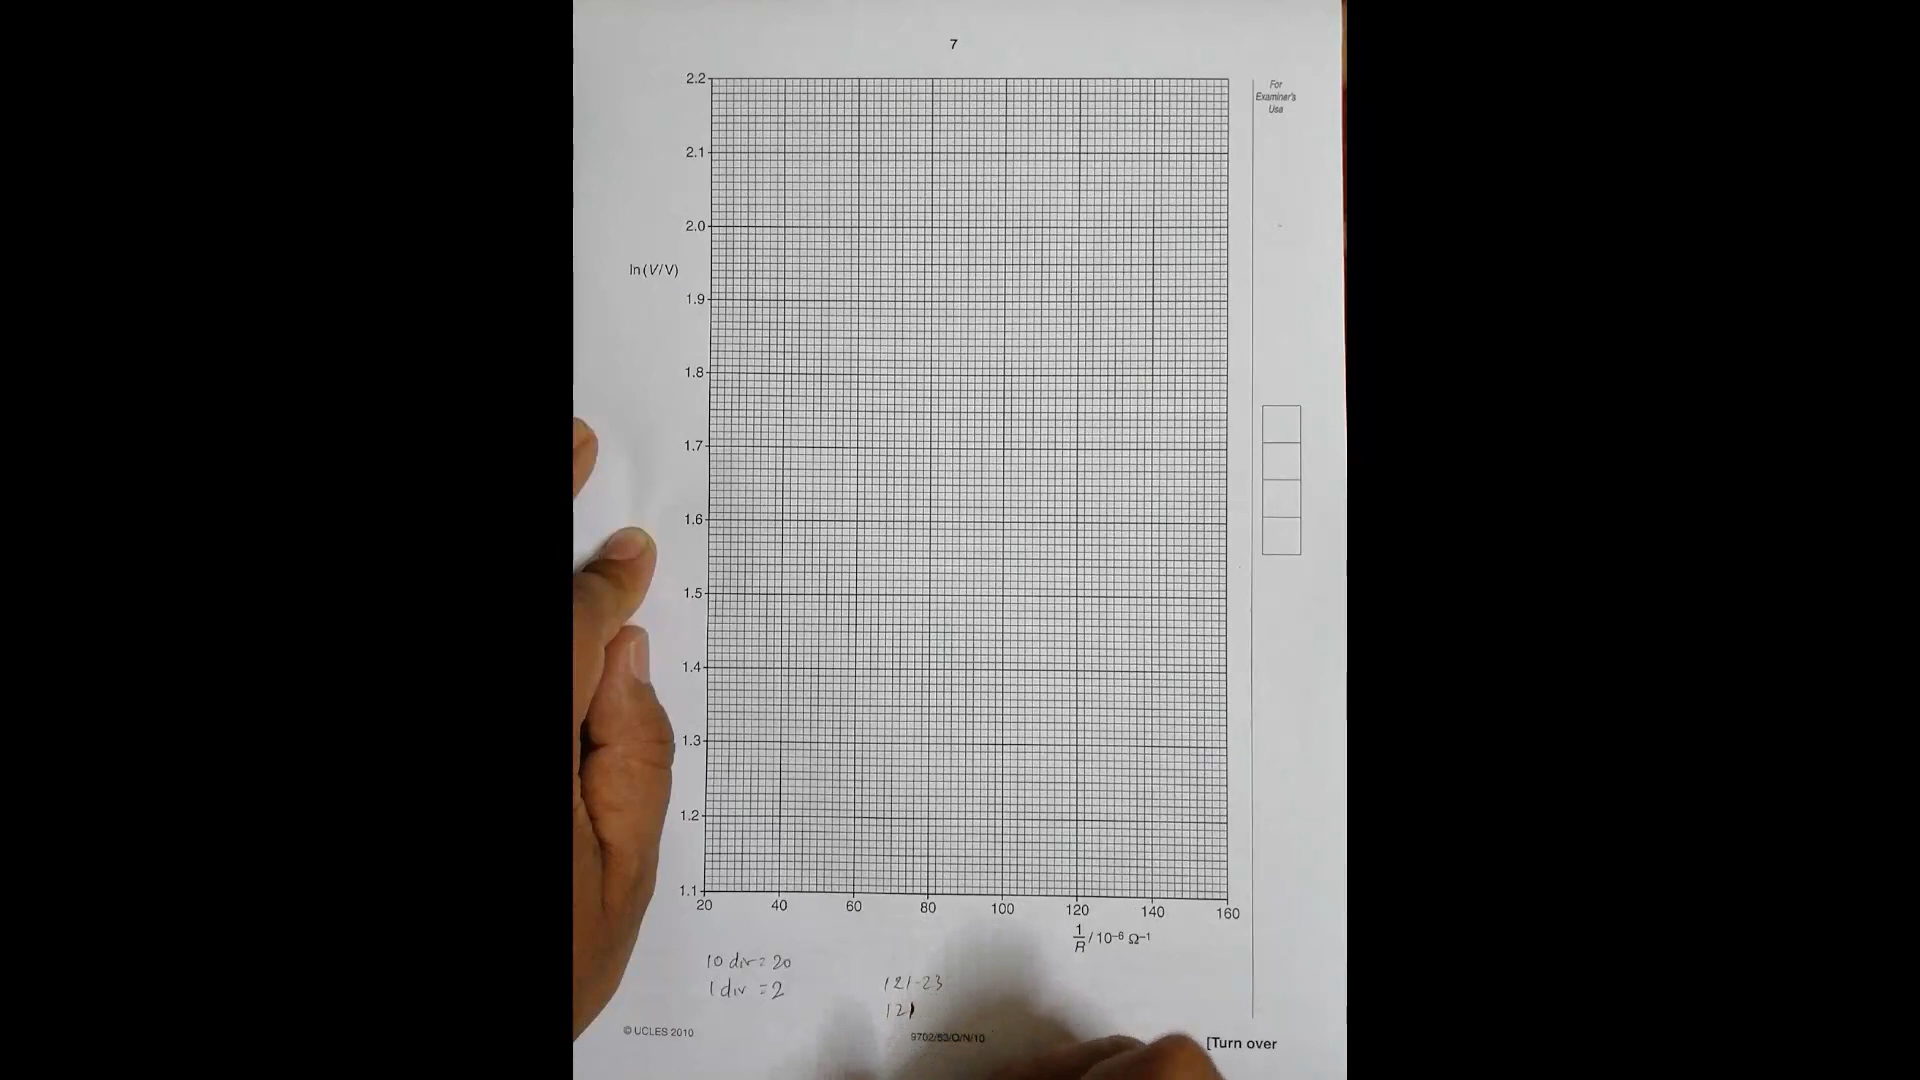 7
For
Examiner's
Use
2.2
2.1
2.0
ln (V/V)
1.9
1.8
1.7
1.6
1.5
1.4
1.3
1.2
1.1
20 40 60 80 100 120 140 160
1/R / 10⁻⁶ Ω⁻¹
10 div = 20
1 div = 2
121-23
121
© UCLES 2010
9702/53/O/N/10
[Turn over